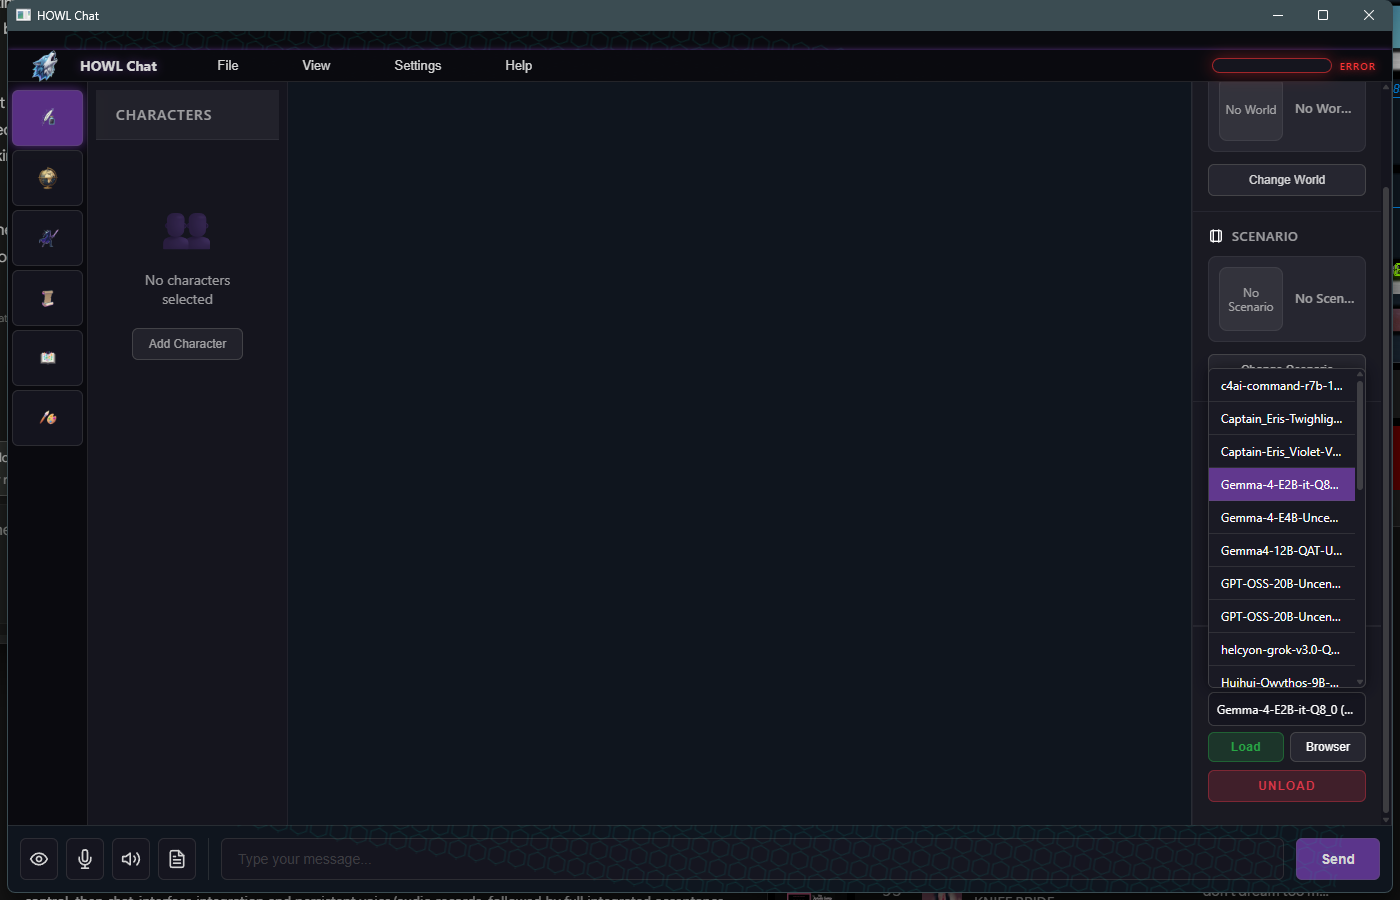 HOWL Chat
HOWL Chat
File
View
Settings
Help
ERROR
CHARACTERS
No characters
selected
Add Character
No World
No Wor...
Change World
SCENARIO
No
Scenario
No Scen...
Change Scenario
c4ai-command-r7b-1...
Captain_Eris-Twighlig...
Captain-Eris_Violet-V...
Gemma-4-E2B-it-Q8...
Gemma-4-E4B-Unce...
Gemma4-12B-QAT-U...
GPT-OSS-20B-Uncen...
GPT-OSS-20B-Uncen...
helcyon-grok-v3.0-Q...
Huihui-Qwythos-9B-...
Gemma-4-E2B-it-Q8_0 (...
Load
Browser
UNLOAD
Type your message...
Send